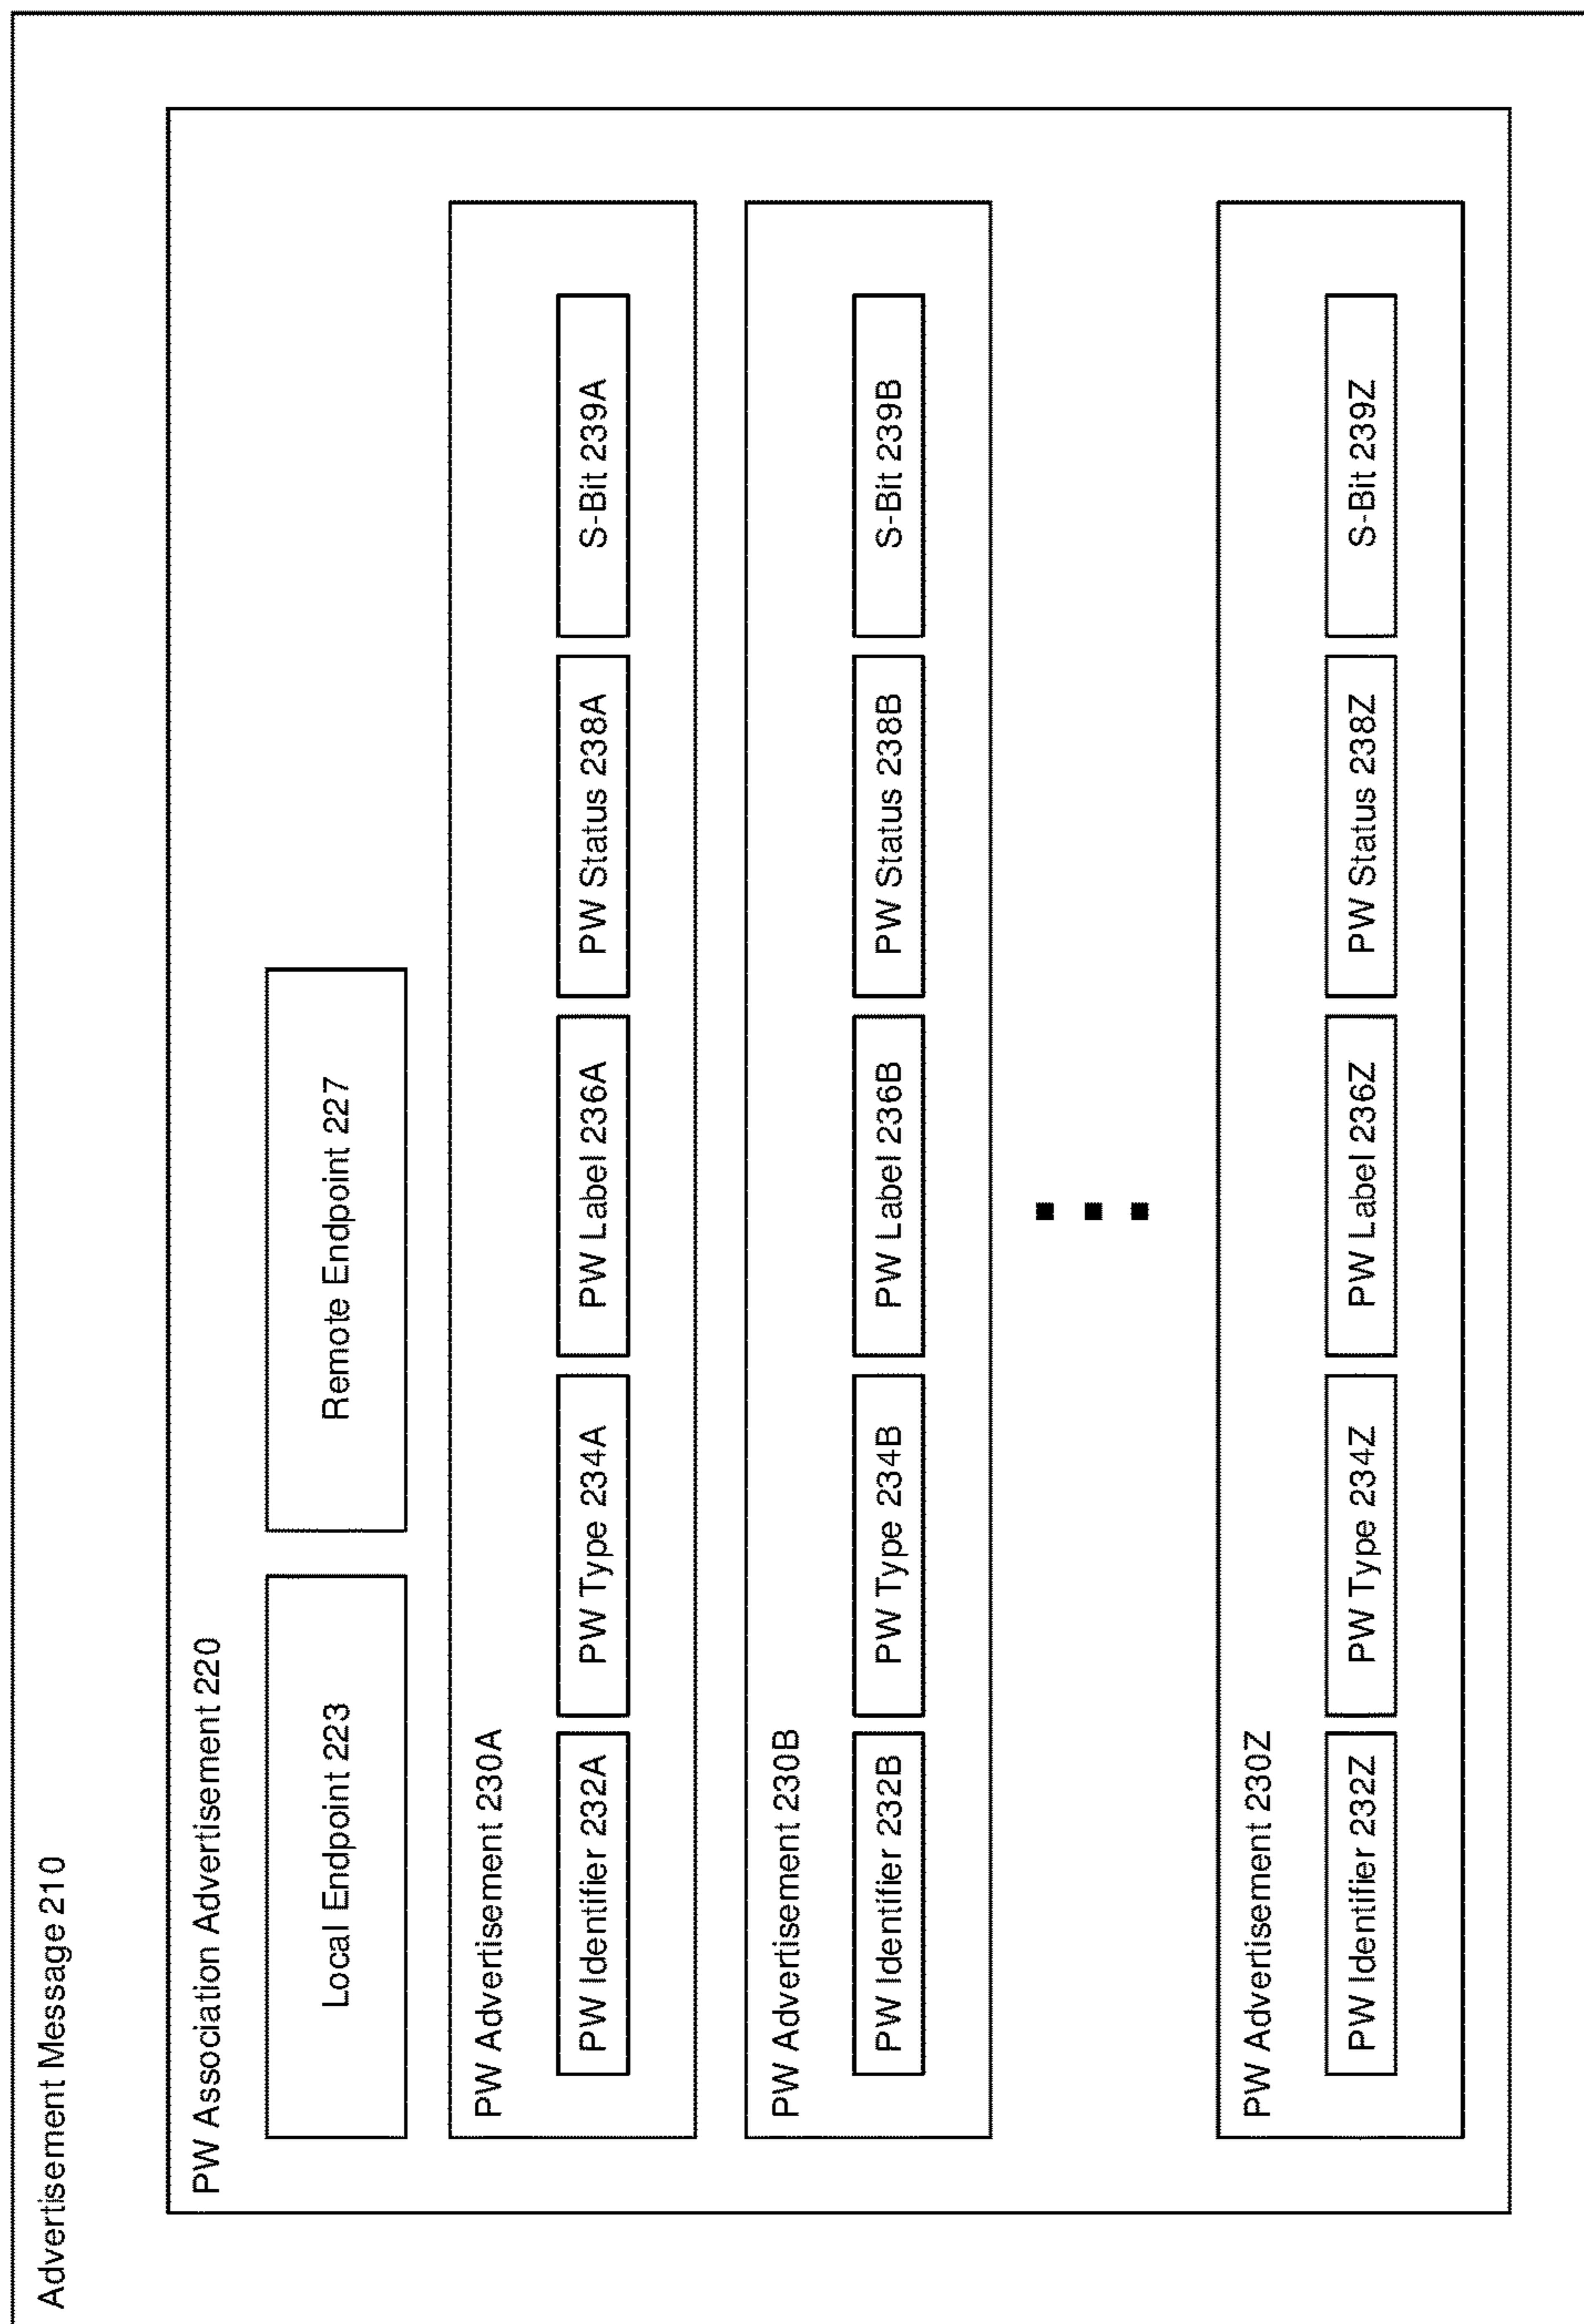 Advertisement Message 210
PW Association Advertisement 220
Local Endpoint 223
Remote Endpoint 227
PW Advertisement 230A
PW Identifier 232A
PW Type 234A
PW Label 236A
PW Status 238A
S-Bit 239A
PW Advertisement 230B
PW Identifier 232B
PW Type 234B
PW Label 236B
PW Status 238B
S-Bit 239B
PW Advertisement 230Z
PW Identifier 232Z
PW Type 234Z
PW Label 236Z
PW Status 238Z
S-Bit 239Z